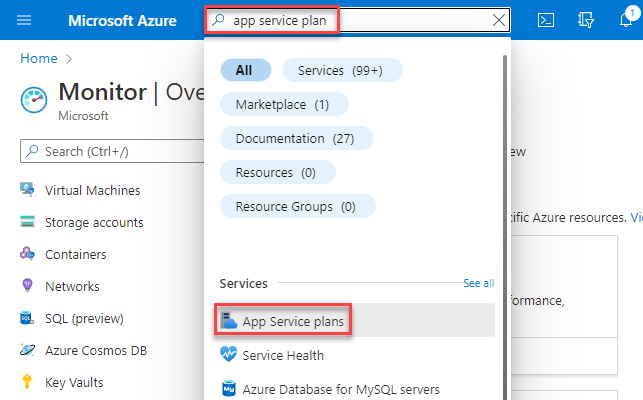 Microsoft Azure
app service plan
1
Home
Monitor | Ove
Microsoft
Search (Ctrl+/)
Virtual Machines
Storage accounts
Containers
Networks
SQL (preview)
Azure Cosmos DB
Key Vaults
All
Services (99+)
Marketplace (1)
Documentation (27)
Resources (0)
Resource Groups (0)
Services
See all
App Service plans
Service Health
Azure Database for MySQL servers
ew
cific Azure resources. Vi
formance,